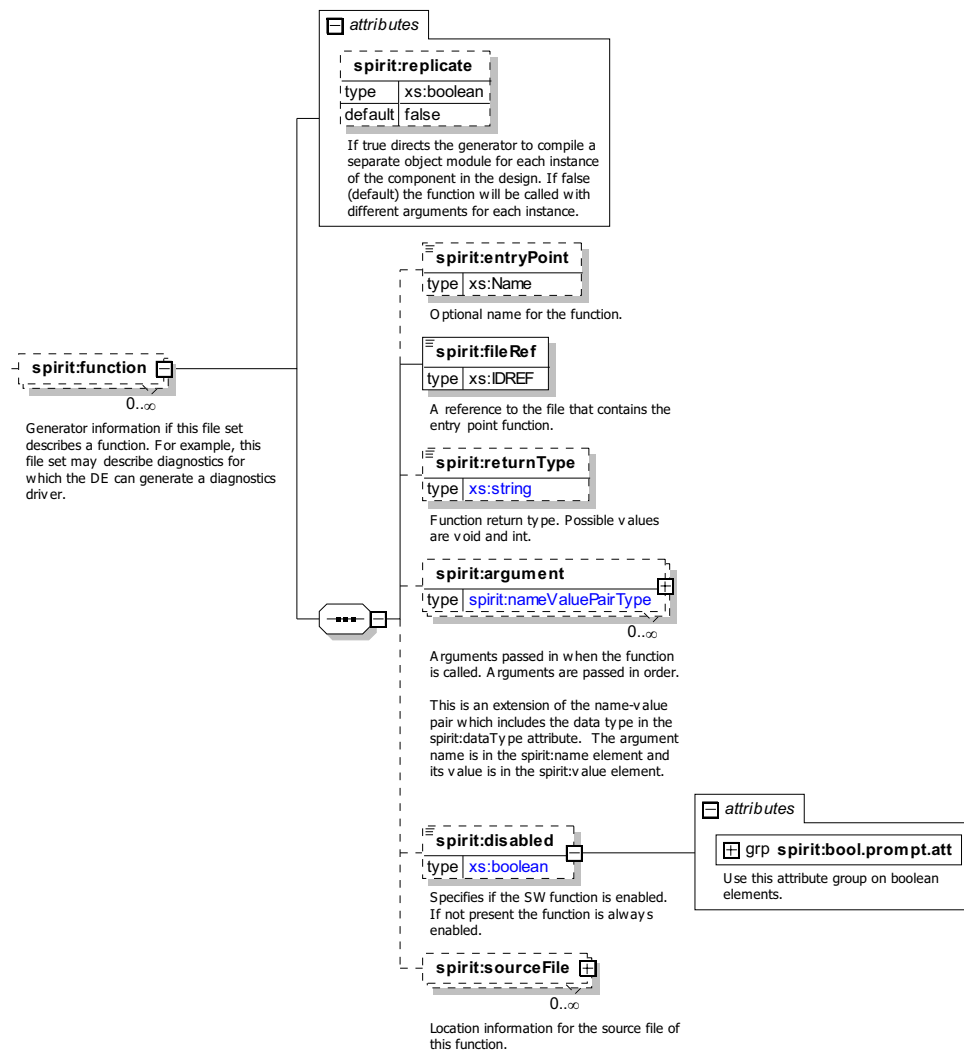 attributes
spirit:replicate
type xs:boolean
default false
If true directs the generator to compile a
separate object module for each instance
of the component in the design. If false
(default) the function will be called with
different arguments for each instance.
spirit:entryPoint
type xs:Name
Optional name for the function.
spirit:function
0..∞
Generator information if this file set
describes a function. For example, this
file set may describe diagnostics for
which the DE can generate a diagnostics
driver.
spirit:fileRef
type xs:IDREF
A reference to the file that contains the
entry point function.
spirit:returnType
type xs:string
Function return type. Possible values
are void and int.
spirit:argument
type spirit:nameValuePairType
0..∞
Arguments passed in when the function
is called. Arguments are passed in order.
This is an extension of the name-value
pair which includes the data type in the
spirit:dataType attribute. The argument
name is in the spirit:name element and
its value is in the spirit:value element.
spirit:disabled
type xs:boolean
Specifies if the SW function is enabled.
If not present the function is always
enabled.
attributes
grp spirit:bool.prompt.att
Use this attribute group on boolean
elements.
spirit:sourceFile
0..∞
Location information for the source file of
this function.